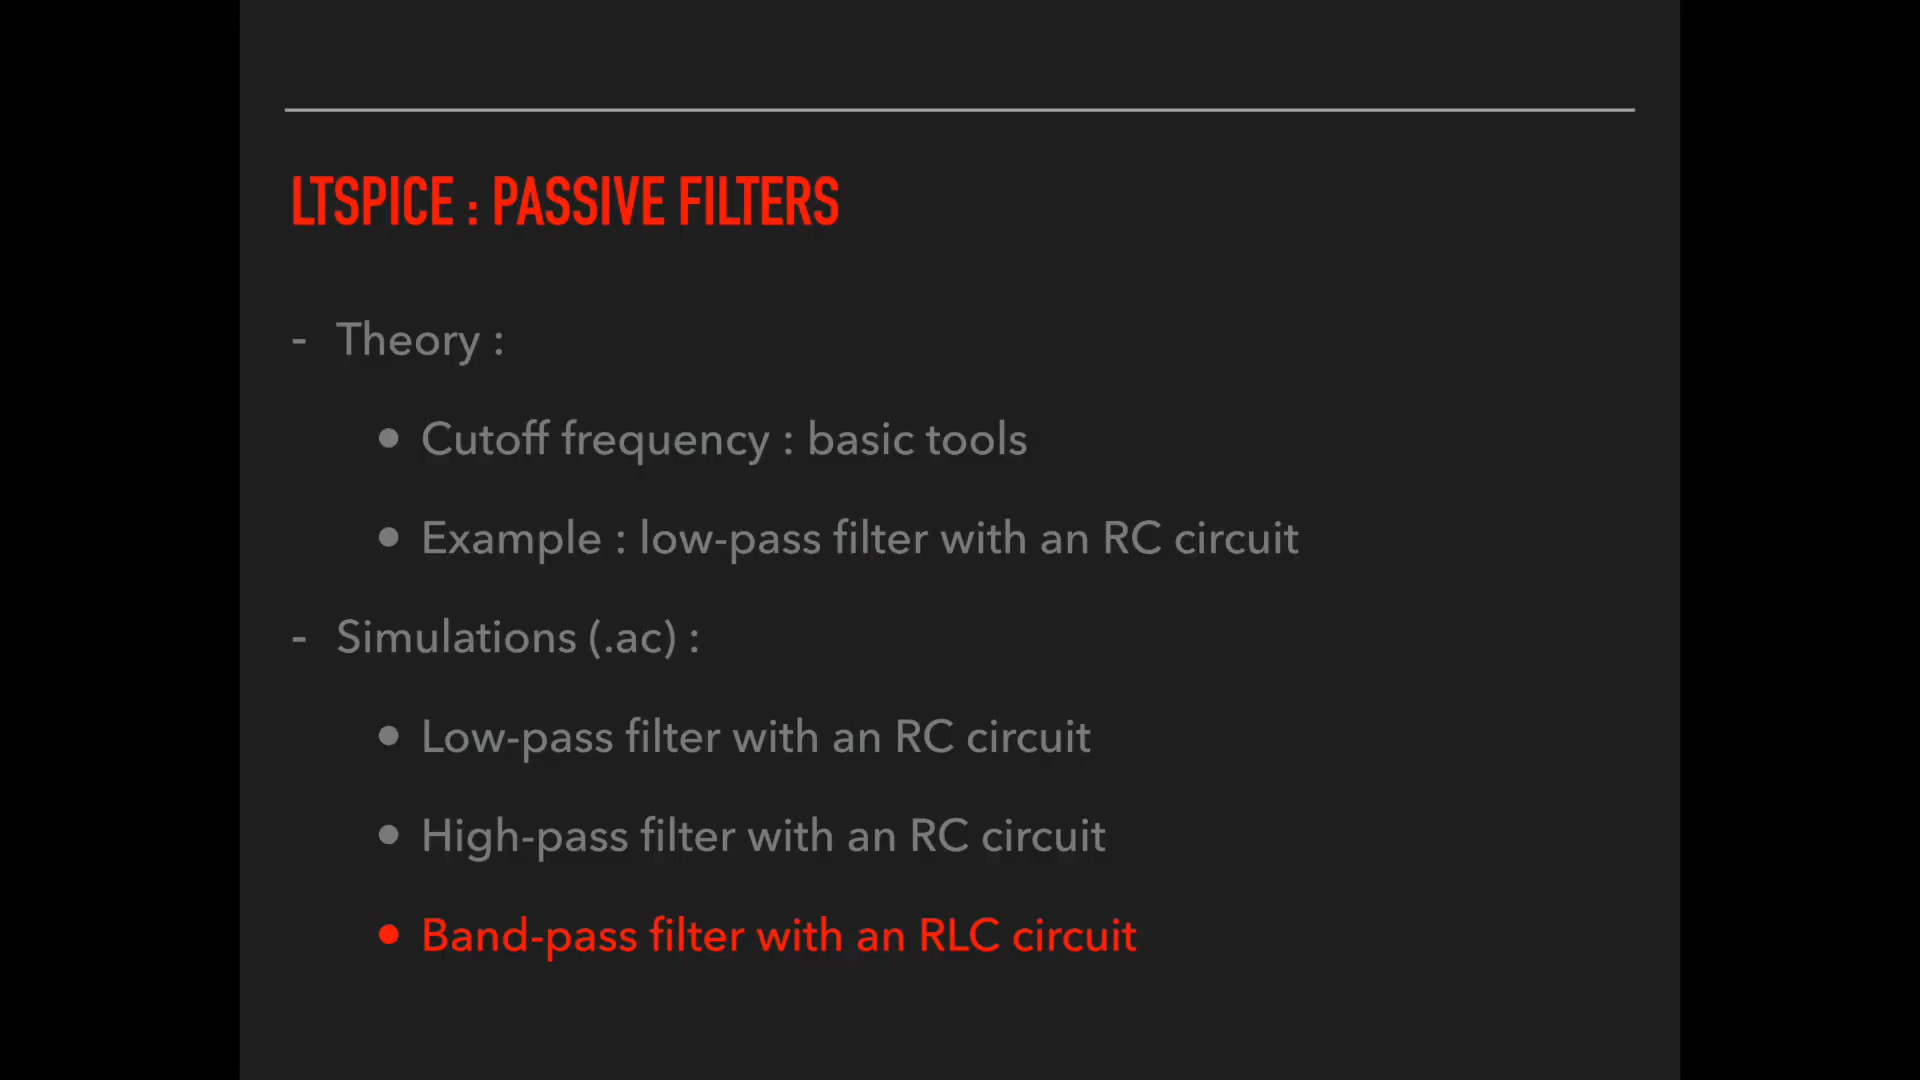 LTSPICE : PASSIVE FILTERS
- Theory :
• Cutoff frequency : basic tools
• Example : low-pass filter with an RC circuit
- Simulations (.ac) :
• Low-pass filter with an RC circuit
• High-pass filter with an RC circuit
• Band-pass filter with an RLC circuit